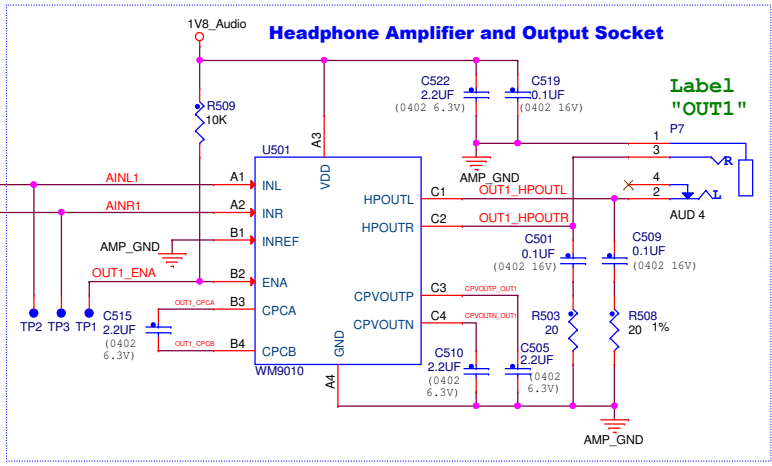 1V8_Audio
Headphone Amplifier and Output Socket
C522
2.2UF
(0402 6.3V)
C519
0.1UF
(0402 16V)
Label
"OUT1"
R509
10K
P7
1
3
4
2
R
L
AUD 4
AMP_GND
U501
A3
VDD
AINL1
A1
INL
AINR1
A2
INR
AMP_GND
B1
INREF
OUT1_ENA
B2
ENA
OUT1_CPCA
B3
CPCA
OUT1_CPCB
B4
CPCB
HPOUTL
C1
OUT1_HPOUTL
HPOUTR
C2
OUT1_HPOUTR
CPVOUTP
C3
CPVOUTP_OUT1
CPVOUTN
C4
CPVOUTN_OUT1
GND
A4
WM9010
TP2
TP3
TP1
C515
2.2UF
(0402
6.3V)
C501
0.1UF
(0402 16V)
C509
0.1UF
(0402 16V)
R503
20
R508
20 1%
C510
2.2UF
(0402
6.3V)
C505
2.2UF
(0402
6.3V)
AMP_GND